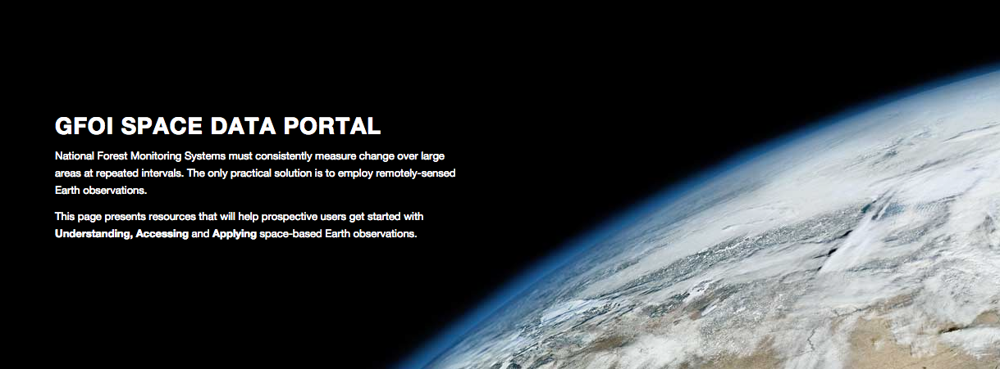 GFOI SPACE DATA PORTAL
National Forest Monitoring Systems must consistently measure change over large
areas at repeated intervals. The only practical solution is to employ remotely-sensed
Earth observations.
This page presents resources that will help prospective users get started with
Understanding, Accessing and Applying space-based Earth observations.